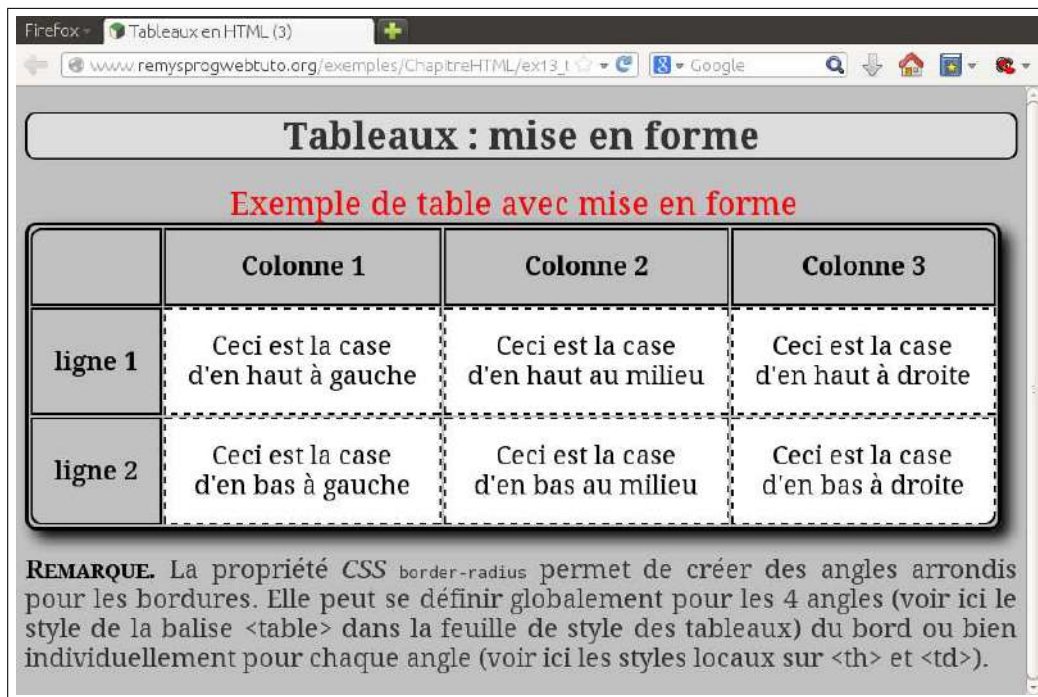 Firefox
Tableaux en HTML (3)
www.remysprogwebtuto.org/exemples/ChapitreHTML/ex13_t
8 Google
Tableaux : mise en forme
Exemple de table avec mise en forme
Colonne 1 Colonne 2 Colonne 3
ligne 1
Ceci est la case Ceci est la case Ceci est la case
d'en haut à gauche d'en haut au milieu d'en haut à droite
ligne 2
Ceci est la case Ceci est la case Ceci est la case
d'en bas à gauche d'en bas au milieu d'en bas à droite
REMARQUE. La propriété CSS border-radius permet de créer des angles arrondis
pour les bordures. Elle peut se définir globalement pour les 4 angles (voir ici le
style de la balise <table> dans la feuille de style des tableaux) du bord ou bien
individuellement pour chaque angle (voir ici les styles locaux sur <th> et <td>).